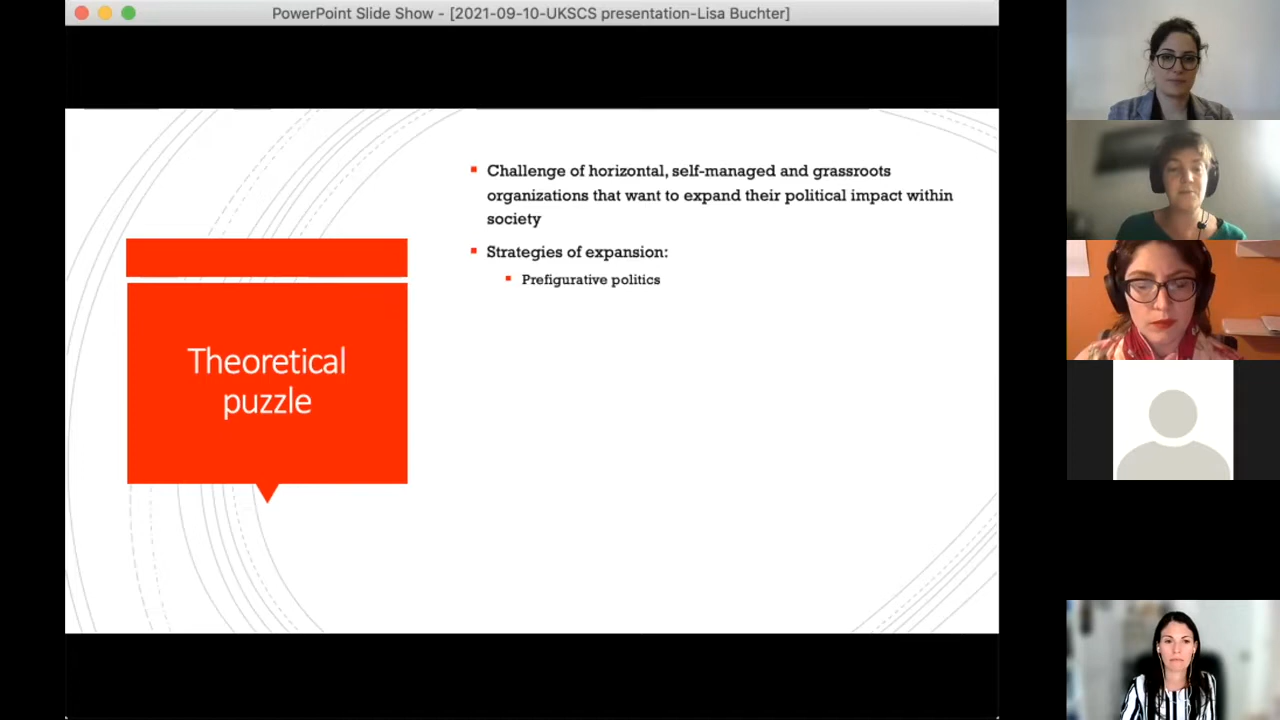 PowerPoint Slide Show - [2021-09-10-UKSCS presentation-Lisa Buchter]
Theoretical
puzzle
Challenge of horizontal, self-managed and grassroots
organizations that want to expand their political impact within
society
Strategies of expansion:
Prefigurative politics